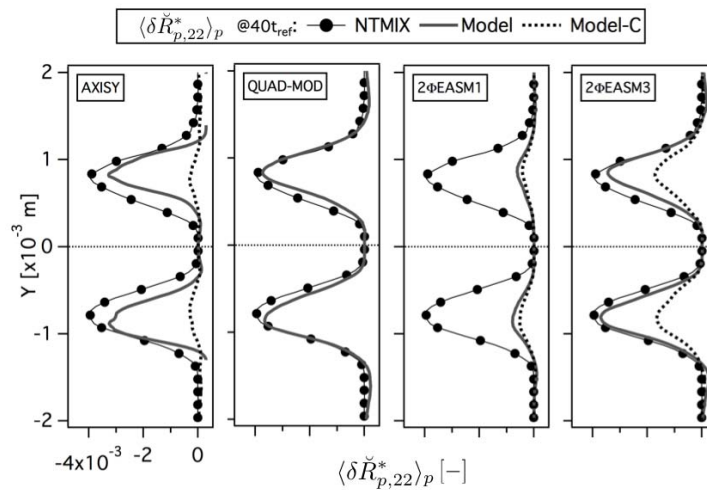 ⟨δR̆*p,22⟩p @40tref: NTMIX Model Model-C
AXISY QUAD-MOD 2ΦEASM1 2ΦEASM3
Y [x10⁻³ m]
2
1
0
-1
-2
-4x10⁻³ -2 0
⟨δR̆*p,22⟩p [−]